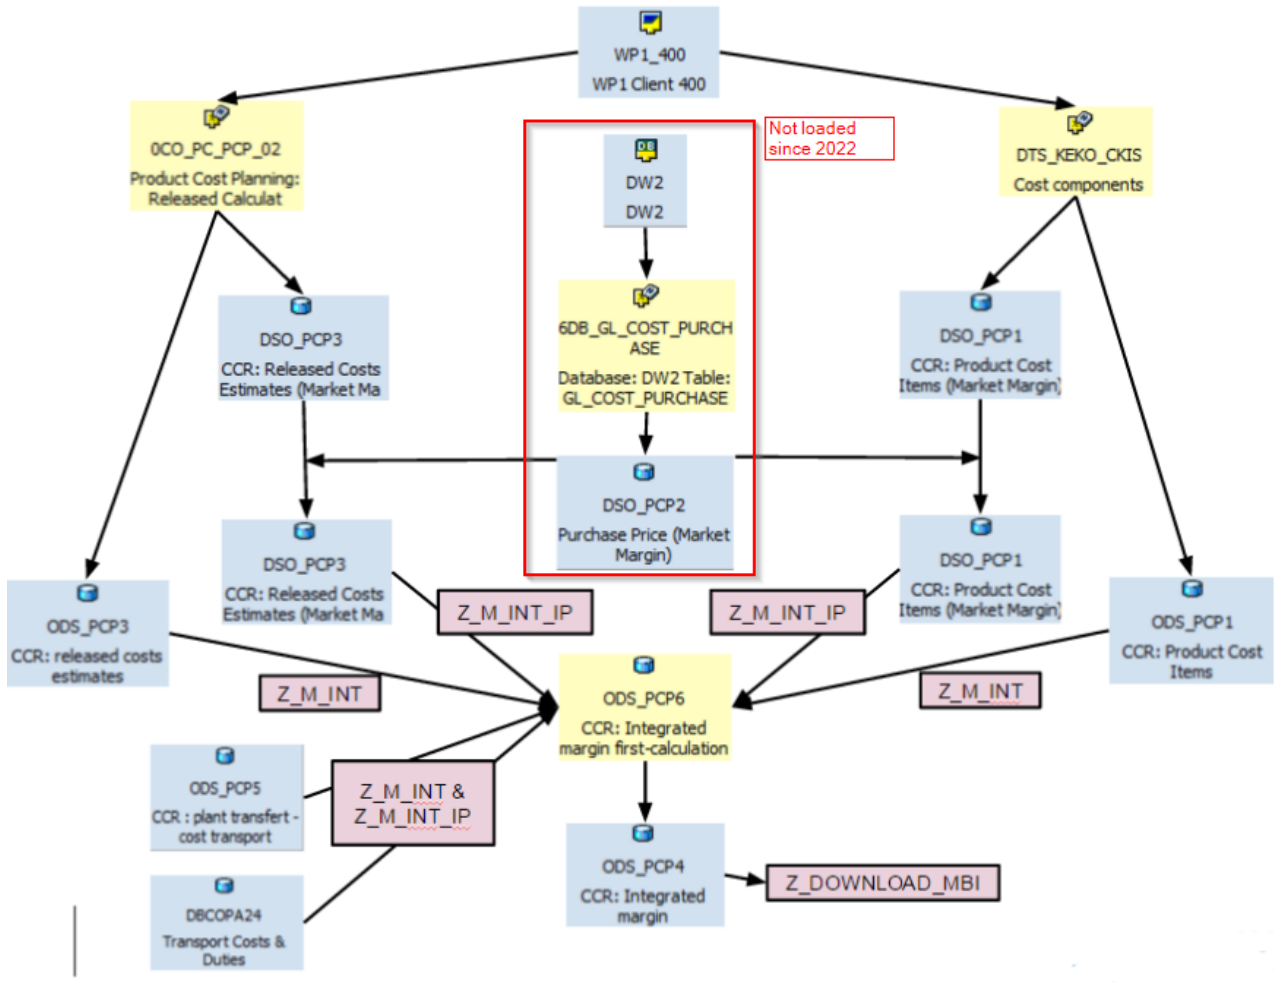 WP1_400
WP1 Client 400
0CO_PC_PCP_02
Product Cost Planning:
Released Calculat
Not loaded
since 2022
DW2
DW2
DTS_KEKO_CKIS
Cost components
DSO_PCP3
CCR: Released Costs
Estimates (Market Ma
6DB_GL_COST_PURCH
ASE
Database: DW2 Table:
GL_COST_PURCHASE
DSO_PCP1
CCR: Product Cost
Items (Market Margin)
DSO_PCP2
Purchase Price (Market
Margin)
DSO_PCP3
CCR: Released Costs
Estimates (Market Ma
DSO_PCP1
CCR: Product Cost
Items (Market Margin)
ODS_PCP3
CCR: released costs
estimates
Z_M_INT_IP
Z_M_INT_IP
ODS_PCP1
CCR: Product Cost
Items
Z_M_INT
ODS_PCP6
CCR: Integrated
margin first-calculation
Z_M_INT
ODS_PCP5
CCR : plant transfert -
cost transport
Z_M_INT &
Z_M_INT_IP
ODS_PCP4
CCR: Integrated
margin
Z_DOWNLOAD_MBI
DBCOPA24
Transport Costs &
Duties